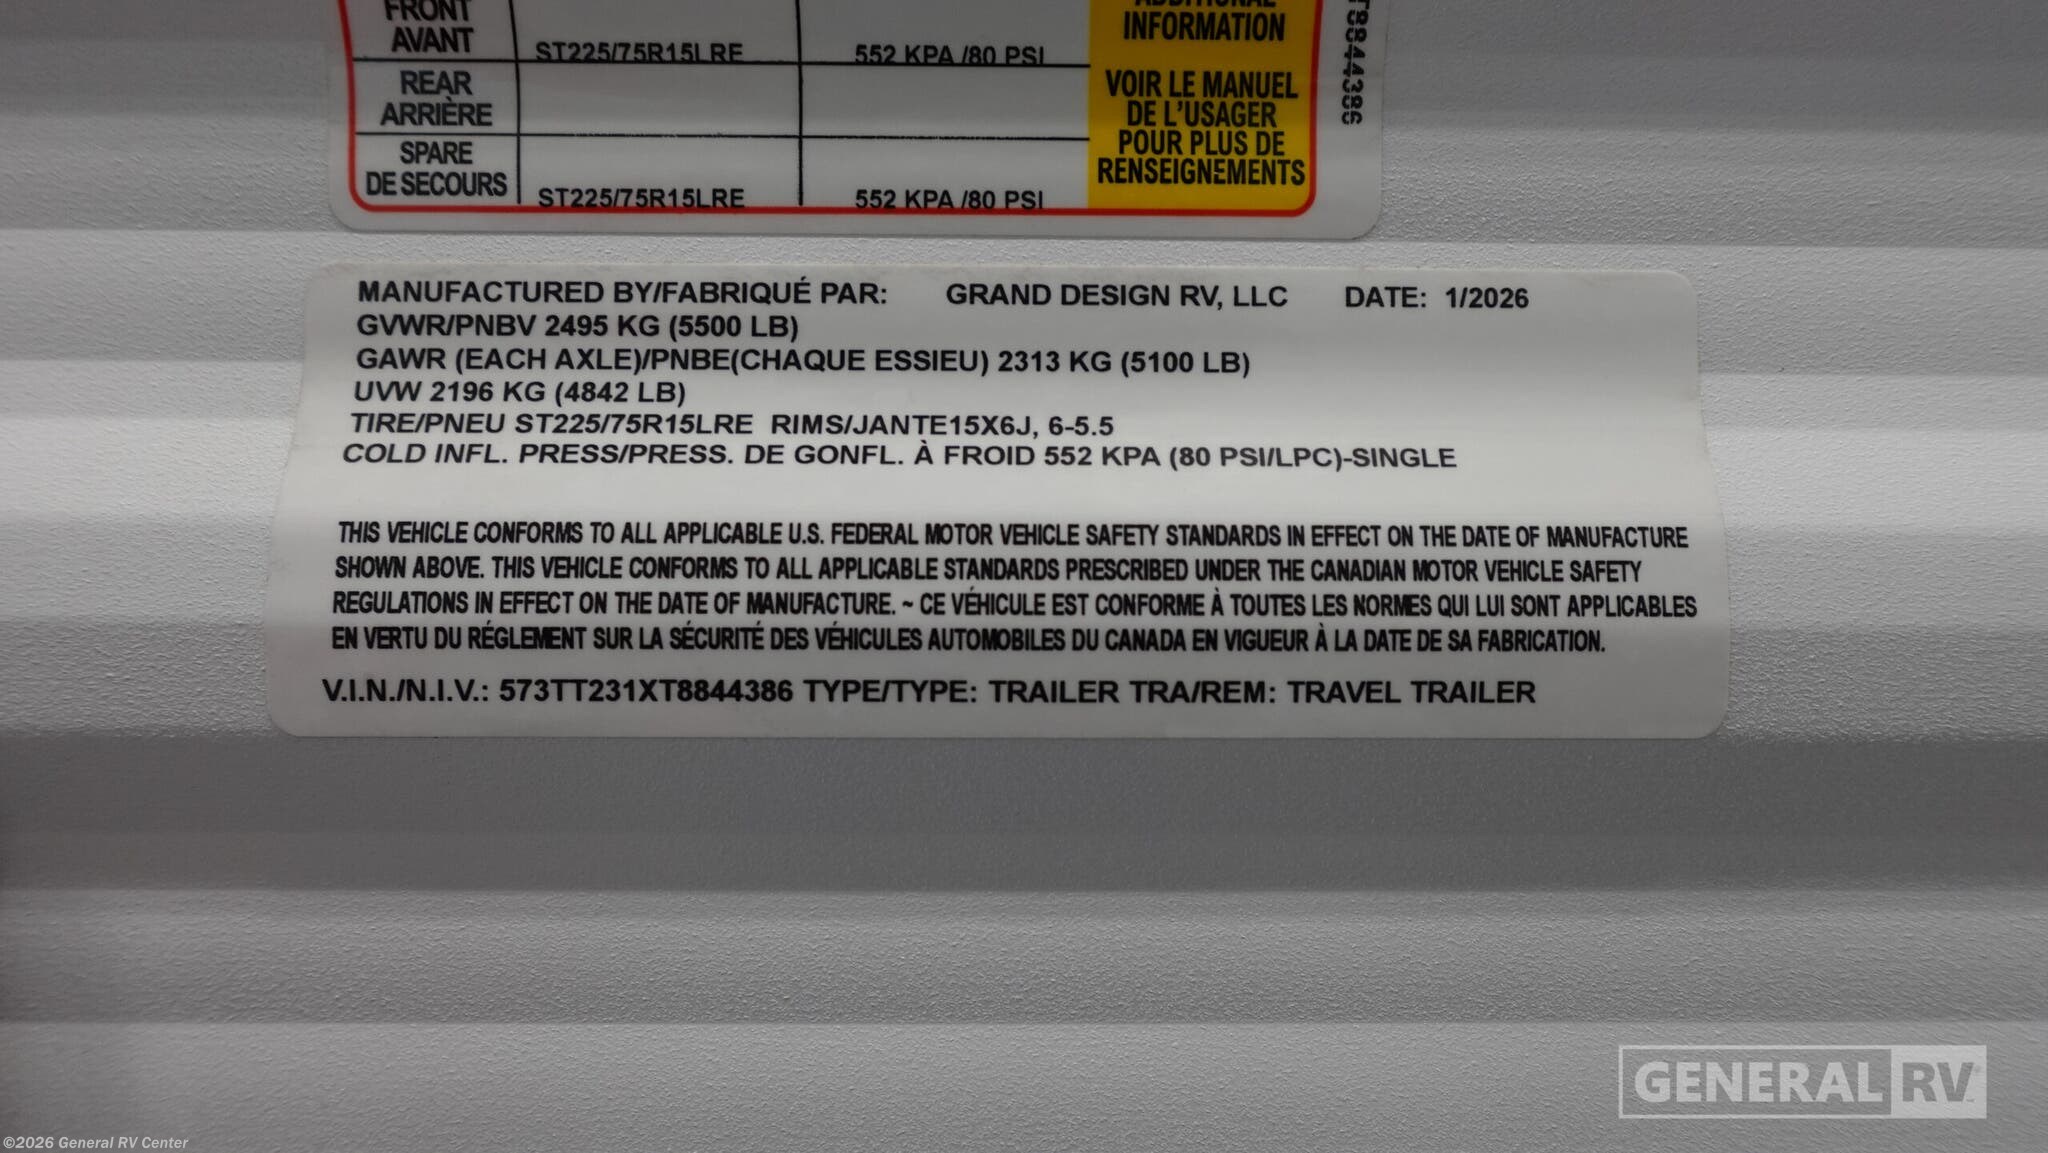 FRONT
AVANT
ST225/75R15LRE
552 KPA /80 PSI
REAR
ARRIÈRE
SPARE
DE SECOURS
ST225/75R15LRE
552 KPA /80 PSI
ADDITIONAL
INFORMATION
VOIR LE MANUEL
DE L'USAGER
POUR PLUS DE
RENSEIGNEMENTS
T8844386
MANUFACTURED BY/FABRIQUÉ PAR: GRAND DESIGN RV, LLC DATE: 1/2026
GVWR/PNBV 2495 KG (5500 LB)
GAWR (EACH AXLE)/PNBE(CHAQUE ESSIEU) 2313 KG (5100 LB)
UVW 2196 KG (4842 LB)
TIRE/PNEU ST225/75R15LRE RIMS/JANTE15X6J, 6-5.5
COLD INFL. PRESS/PRESS. DE GONFL. À FROID 552 KPA (80 PSI/LPC)-SINGLE
THIS VEHICLE CONFORMS TO ALL APPLICABLE U.S. FEDERAL MOTOR VEHICLE SAFETY STANDARDS IN EFFECT ON THE DATE OF MANUFACTURE
SHOWN ABOVE. THIS VEHICLE CONFORMS TO ALL APPLICABLE STANDARDS PRESCRIBED UNDER THE CANADIAN MOTOR VEHICLE SAFETY
REGULATIONS IN EFFECT ON THE DATE OF MANUFACTURE. ~ CE VÉHICULE EST CONFORME À TOUTES LES NORMES QUI LUI SONT APPLICABLES
EN VERTU DU RÉGLEMENT SUR LA SÉCURITÉ DES VÉHICULES AUTOMOBILES DU CANADA EN VIGUEUR À LA DATE DE SA FABRICATION.
V.I.N./N.I.V.: 573TT231XT8844386 TYPE/TYPE: TRAILER TRA/REM: TRAVEL TRAILER
GENERAL RV
©2026 General RV Center